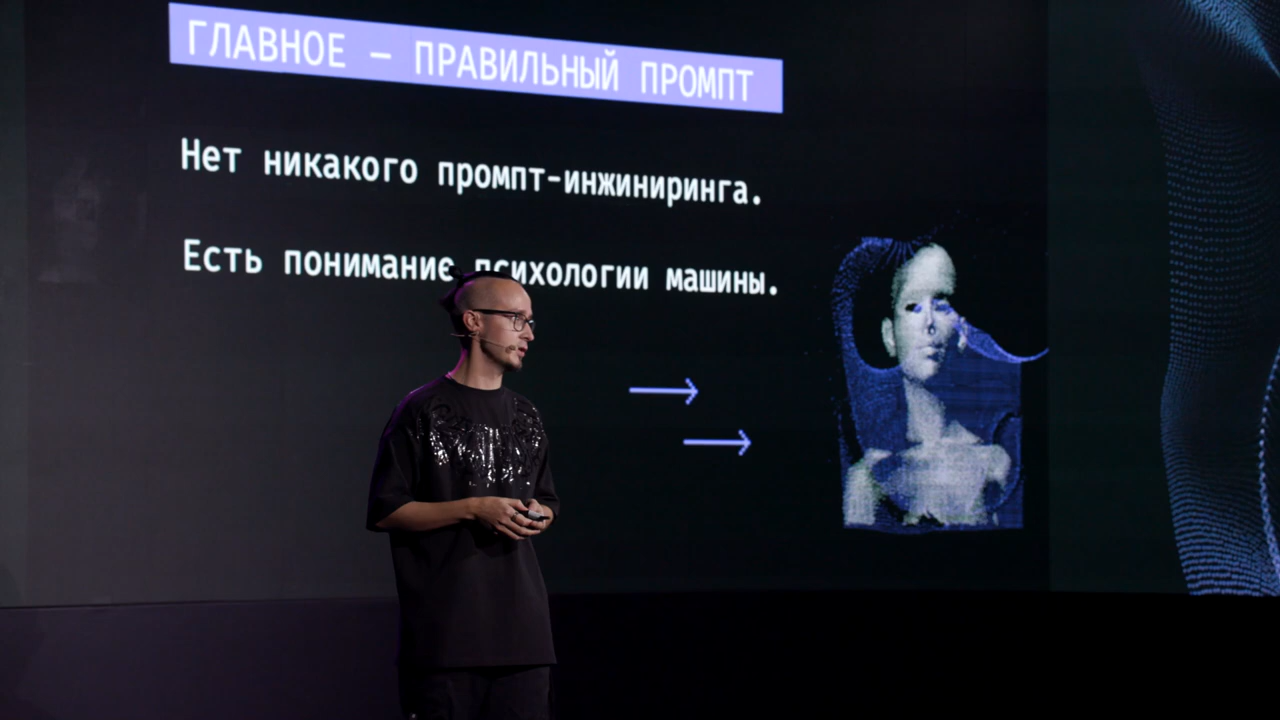 ГЛАВНОЕ – ПРАВИЛЬНЫЙ ПРОМПТ
Нет никакого промпт-инжиниринга.
Есть понимание психологии машины.